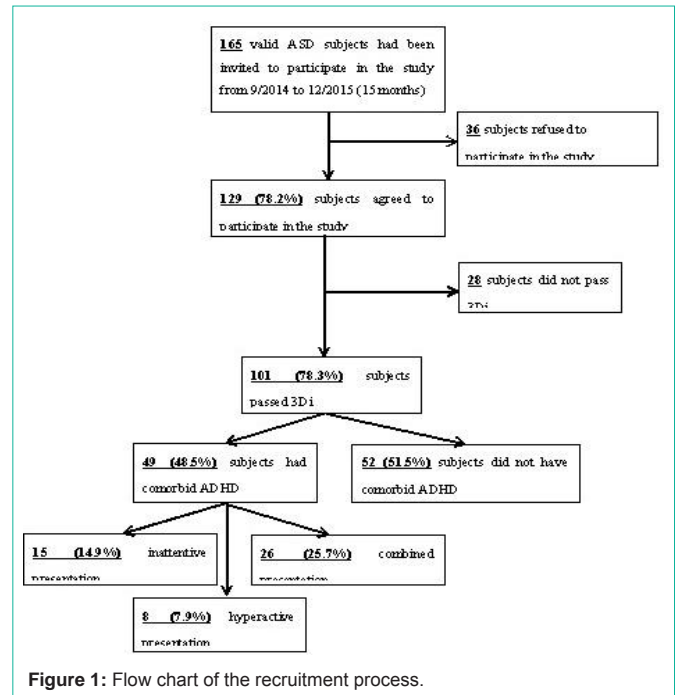 165 valid ASD subjects had been
invited to participate in the study
from 9/2014 to 12/2015 (15 months)
36 subjects refused to
participate in the study
129 (78.2%) subjects agreed to
participate in the study
28 subjects did not pass
3Di
101 (78.3%) subjects
passed 3Di
49 (48.5%) subjects had
comorbid ADHD
52 (51.5%) subjects did not have
comorbid ADHD
15 (14.9%) inattentive
presentation
26 (25.7%) combined
presentation
8 (7.9%) hyperactive
presentation
Figure 1: Flow chart of the recruitment process.